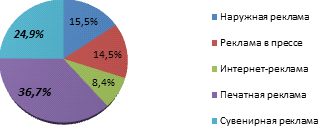 15,5%
14,5%
8,4%
36,7%
24,9%
Наружная реклама
Реклама в прессе
Интернет-реклама
Печатная реклама
Сувенирная реклама